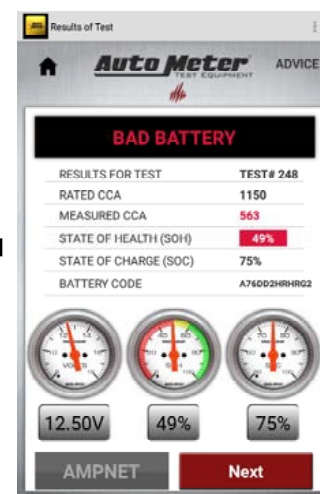 Results of Test
Auto Meter
TEST EQUIPMENT
ADVICE
BAD BATTERY
RESULTS FOR TEST TEST# 248
RATED CCA 1150
MEASURED CCA 563
STATE OF HEALTH (SOH) 49%
STATE OF CHARGE (SOC) 75%
BATTERY CODE A76DD2HRHRG2
VOLTS
12.50V 49% 75%
AMPNET Next